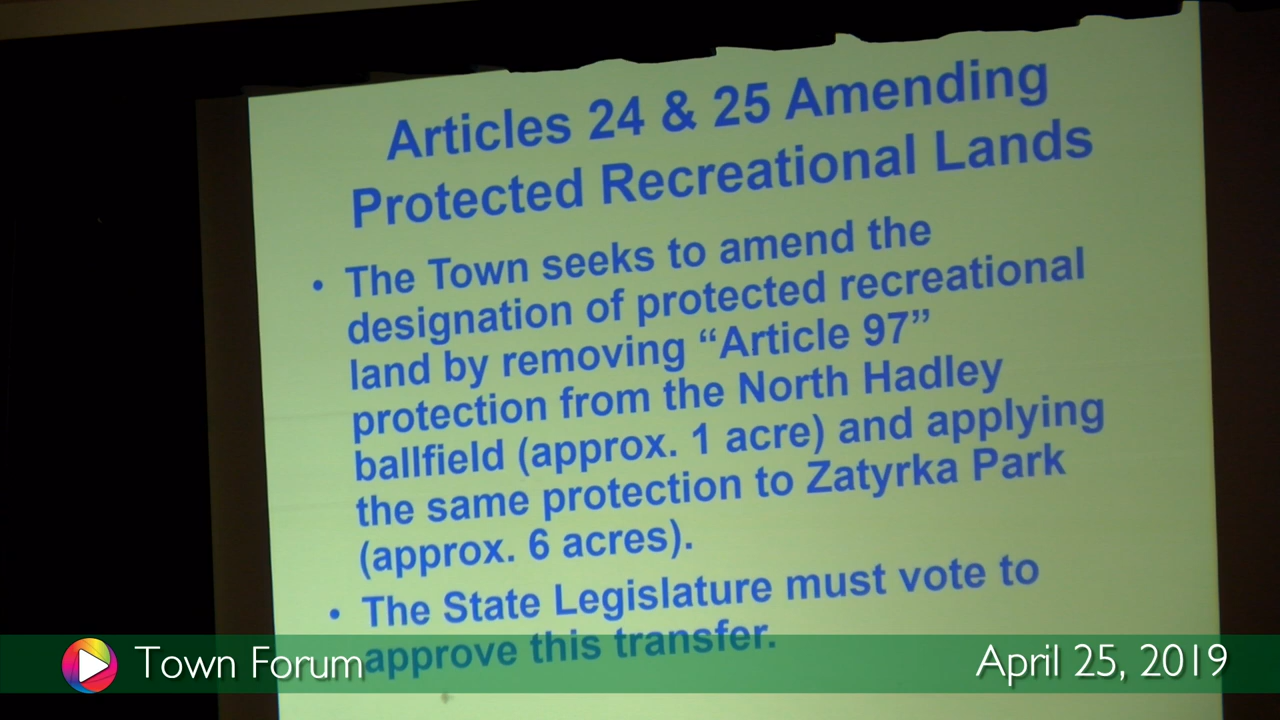 Articles 24 & 25 Amending
Protected Recreational Lands
• The Town seeks to amend the
designation of protected recreational
land by removing “Article 97”
protection from the North Hadley
ballfield (approx. 1 acre) and applying
the same protection to Zatyrka Park
(approx. 6 acres).
• The State Legislature must vote to
approve this transfer.
Town Forum
April 25, 2019